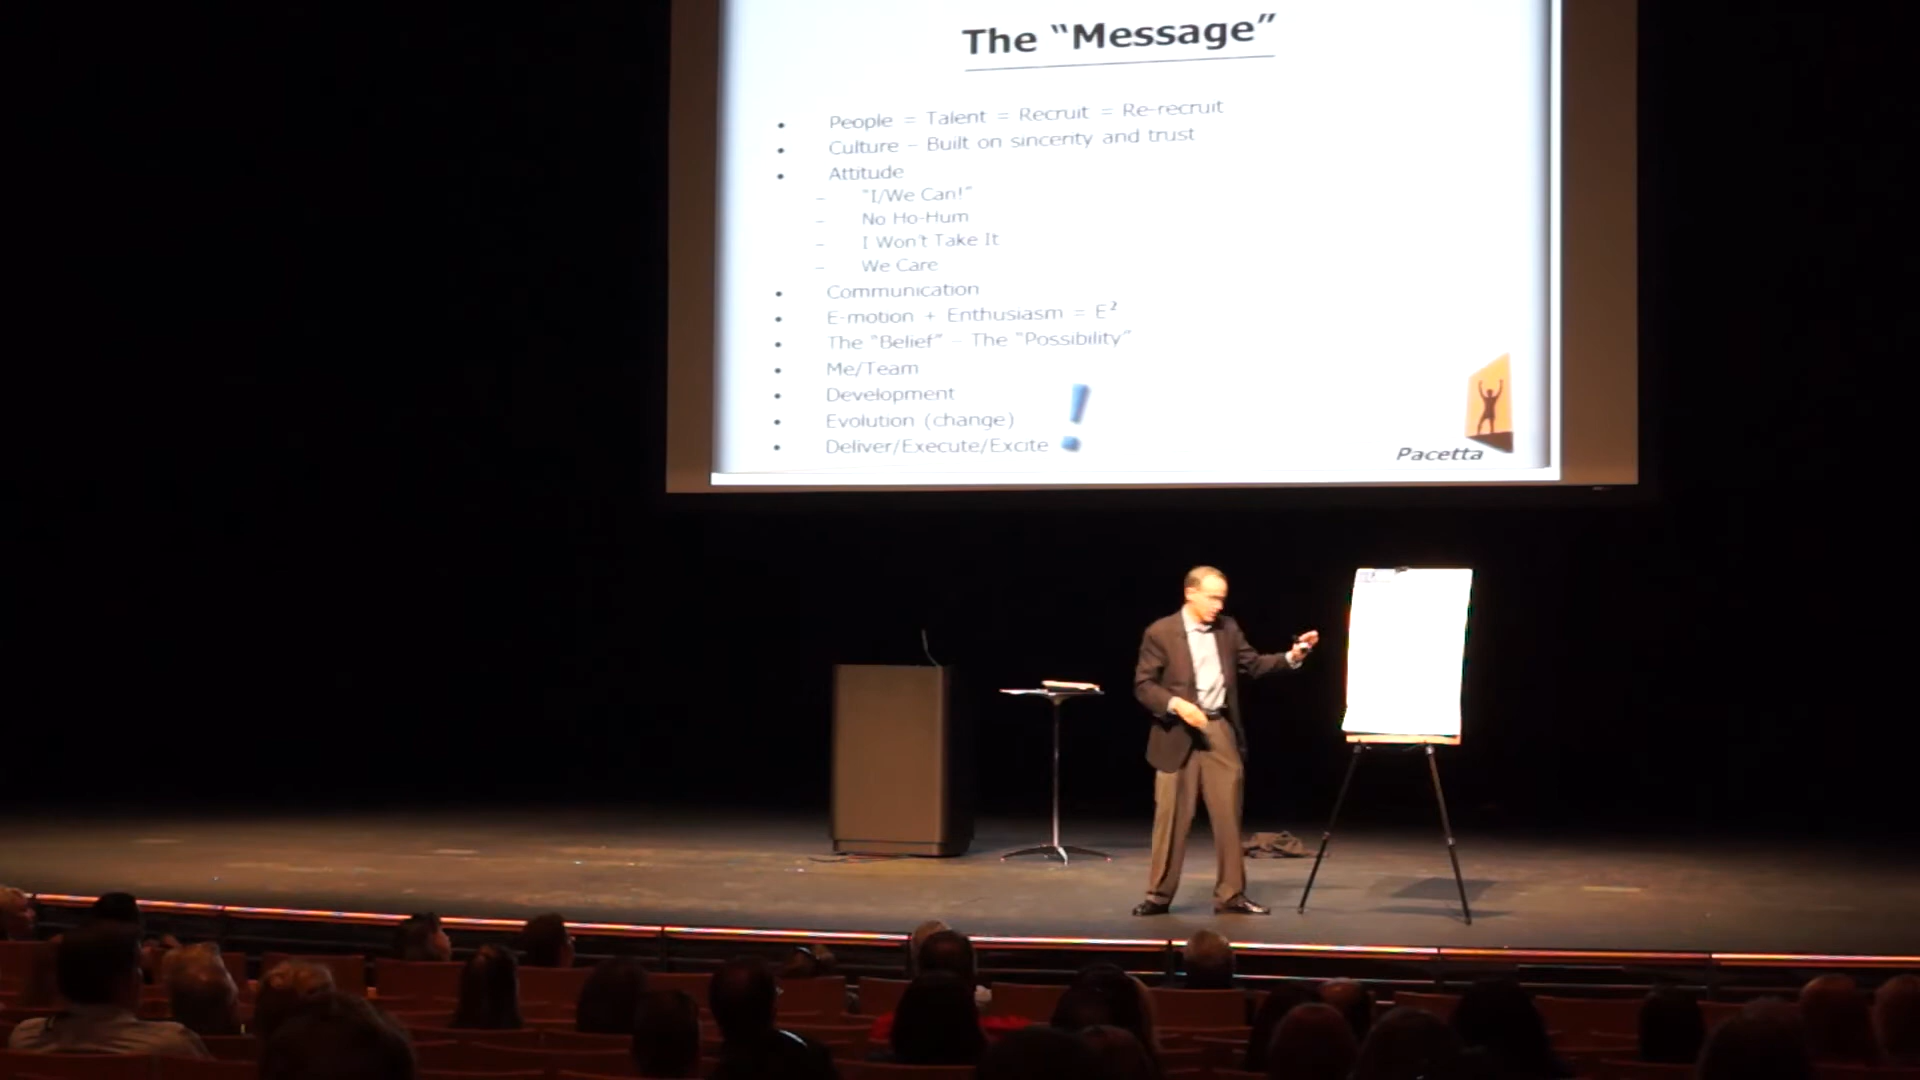 The “Message”
• People = Talent = Recruit = Re-recruit
• Culture – Built on sincerity and trust
• Attitude
– "I/We Can!"
– No Ho-Hum
– I Won't Take It
– We Care
• Communication
• E-motion + Enthusiasm = E²
• The "Belief" – The "Possibility"
• Me/Team
• Development
• Evolution (change)
• Deliver/Execute/Excite !
Pacetta